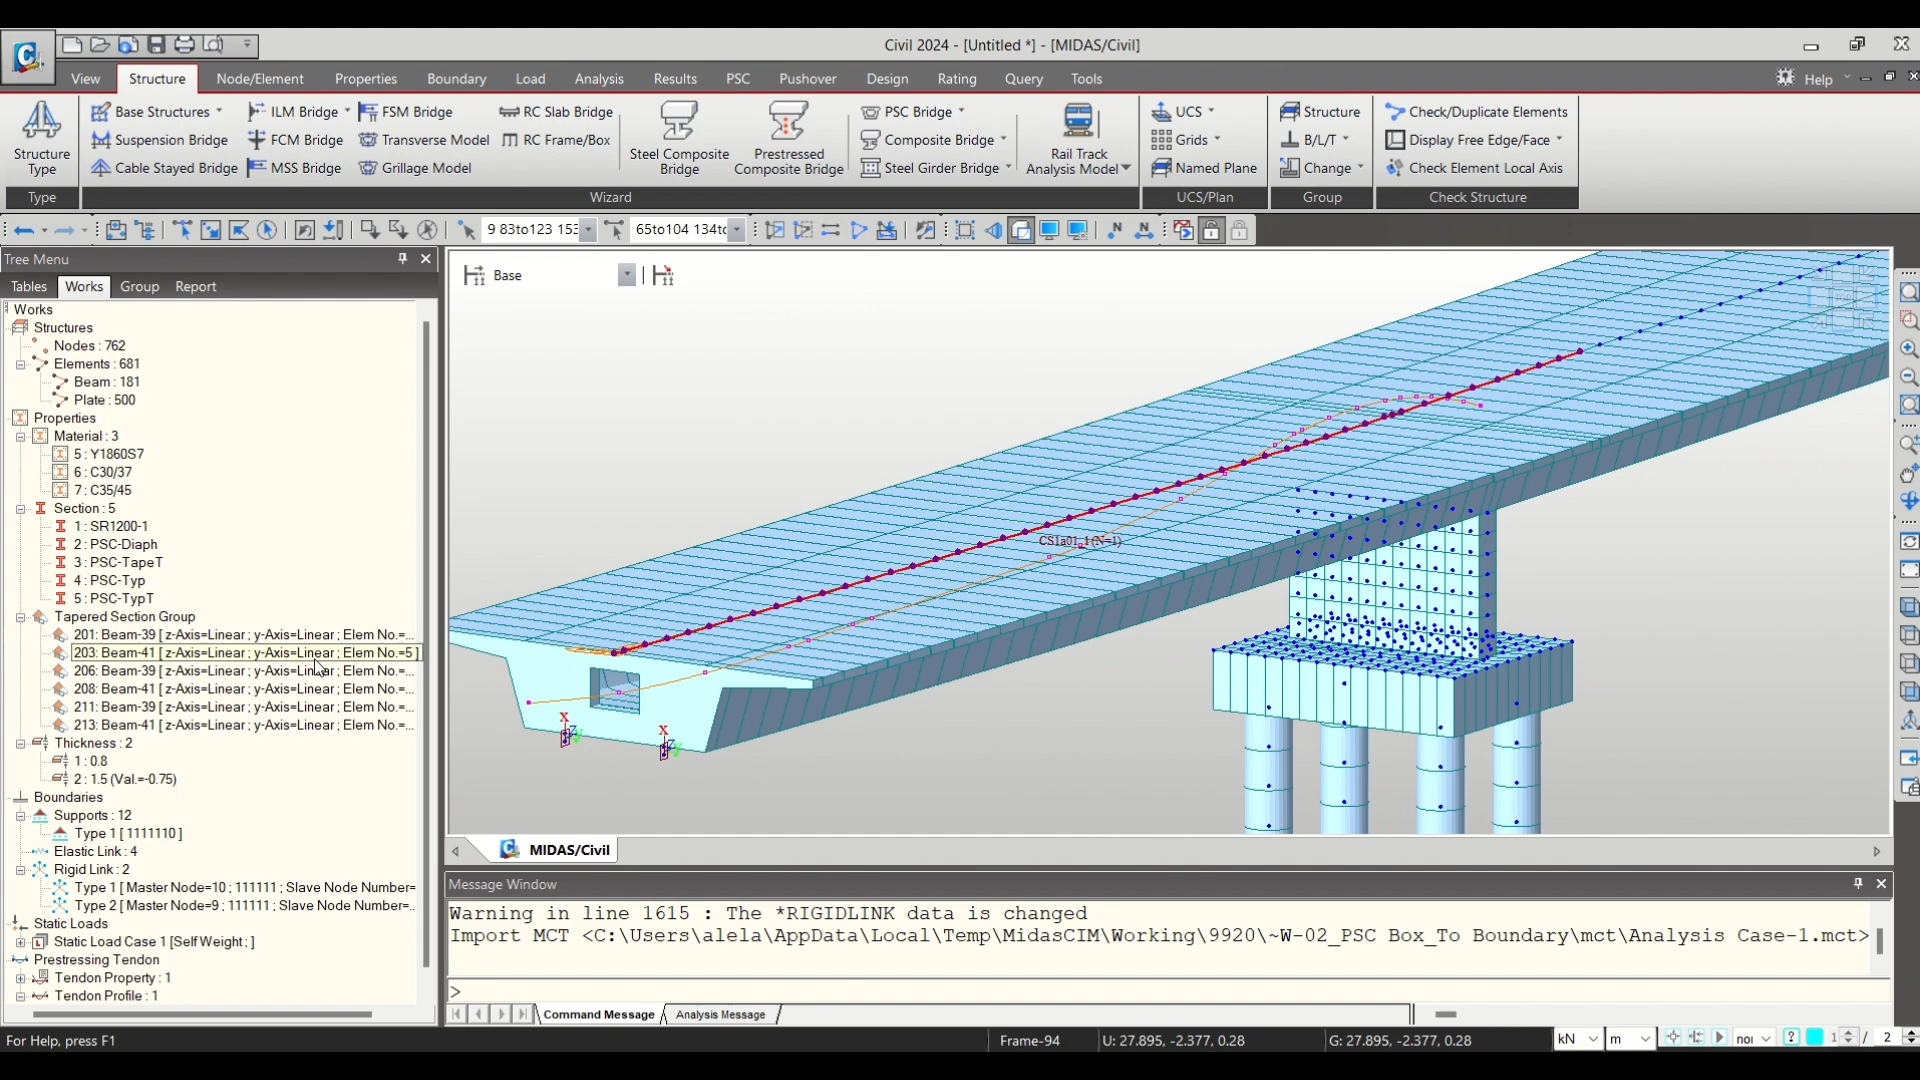 Civil 2024 - [Untitled *] - [MIDAS/Civil]
View Structure Node/Element Properties Boundary Load Analysis Results PSC Pushover Design Rating Query Tools Help
Structure Type
Base Structures
Suspension Bridge
Cable Stayed Bridge
ILM Bridge
FCM Bridge
MSS Bridge
FSM Bridge
Transverse Model
Grillage Model
RC Slab Bridge
RC Frame/Box
Steel Composite Bridge
Prestressed Composite Bridge
PSC Bridge
Composite Bridge
Steel Girder Bridge
Rail Track Analysis Model
UCS
Grids
Named Plane
Structure
B/L/T
Change
Check/Duplicate Elements
Display Free Edge/Face
Check Element Local Axis
Type Wizard UCS/Plan Group Check Structure
9 83to123 153 65to104 134to
Tree Menu
Tables Works Group Report
Works
Structures
Nodes : 762
Elements : 681
Beam : 181
Plate : 500
Properties
Material : 3
5 : Y1860S7
6 : C30/37
7 : C35/45
Section : 5
1 : SR1200-1
2 : PSC-Diaph
3 : PSC-TapeT
4 : PSC-Typ
5 : PSC-TypT
Tapered Section Group
201: Beam-39 [ z-Axis=Linear ; y-Axis=Linear ; Elem No.=...
203: Beam-41 [ z-Axis=Linear ; y-Axis=Linear ; Elem No.=5 ]
206: Beam-39 [ z-Axis=Linear ; y-Axis=Linear ; Elem No.=...
208: Beam-41 [ z-Axis=Linear ; y-Axis=Linear ; Elem No.=...
211: Beam-39 [ z-Axis=Linear ; y-Axis=Linear ; Elem No.=...
213: Beam-41 [ z-Axis=Linear ; y-Axis=Linear ; Elem No.=...
Thickness : 2
1 : 0.8
2 : 1.5 (Val.=-0.75)
Boundaries
Supports : 12
Type 1 [ 1111110 ]
Elastic Link : 4
Rigid Link : 2
Type 1 [ Master Node=10 ; 111111 ; Slave Node Number=
Type 2 [ Master Node=9 ; 111111 ; Slave Node Number=..
Static Loads
Static Load Case 1 [Self Weight ; ]
Prestressing Tendon
Tendon Property : 1
Tendon Profile : 1
Base
CS1a01_1(N=1)
x
x
MIDAS/Civil
Message Window
Warning in line 1615 : The *RIGIDLINK data is changed
Import MCT <C:\Users\alela\AppData\Local\Temp\MidasCIM\Working\9920\~W-02_PSC Box_To Boundary\mct\Analysis Case-1.mct>
>
Command Message Analysis Message
For Help, press F1 Frame-94 U: 27.895, -2.377, 0.28 G: 27.895, -2.377, 0.28 kN m 1 / 2